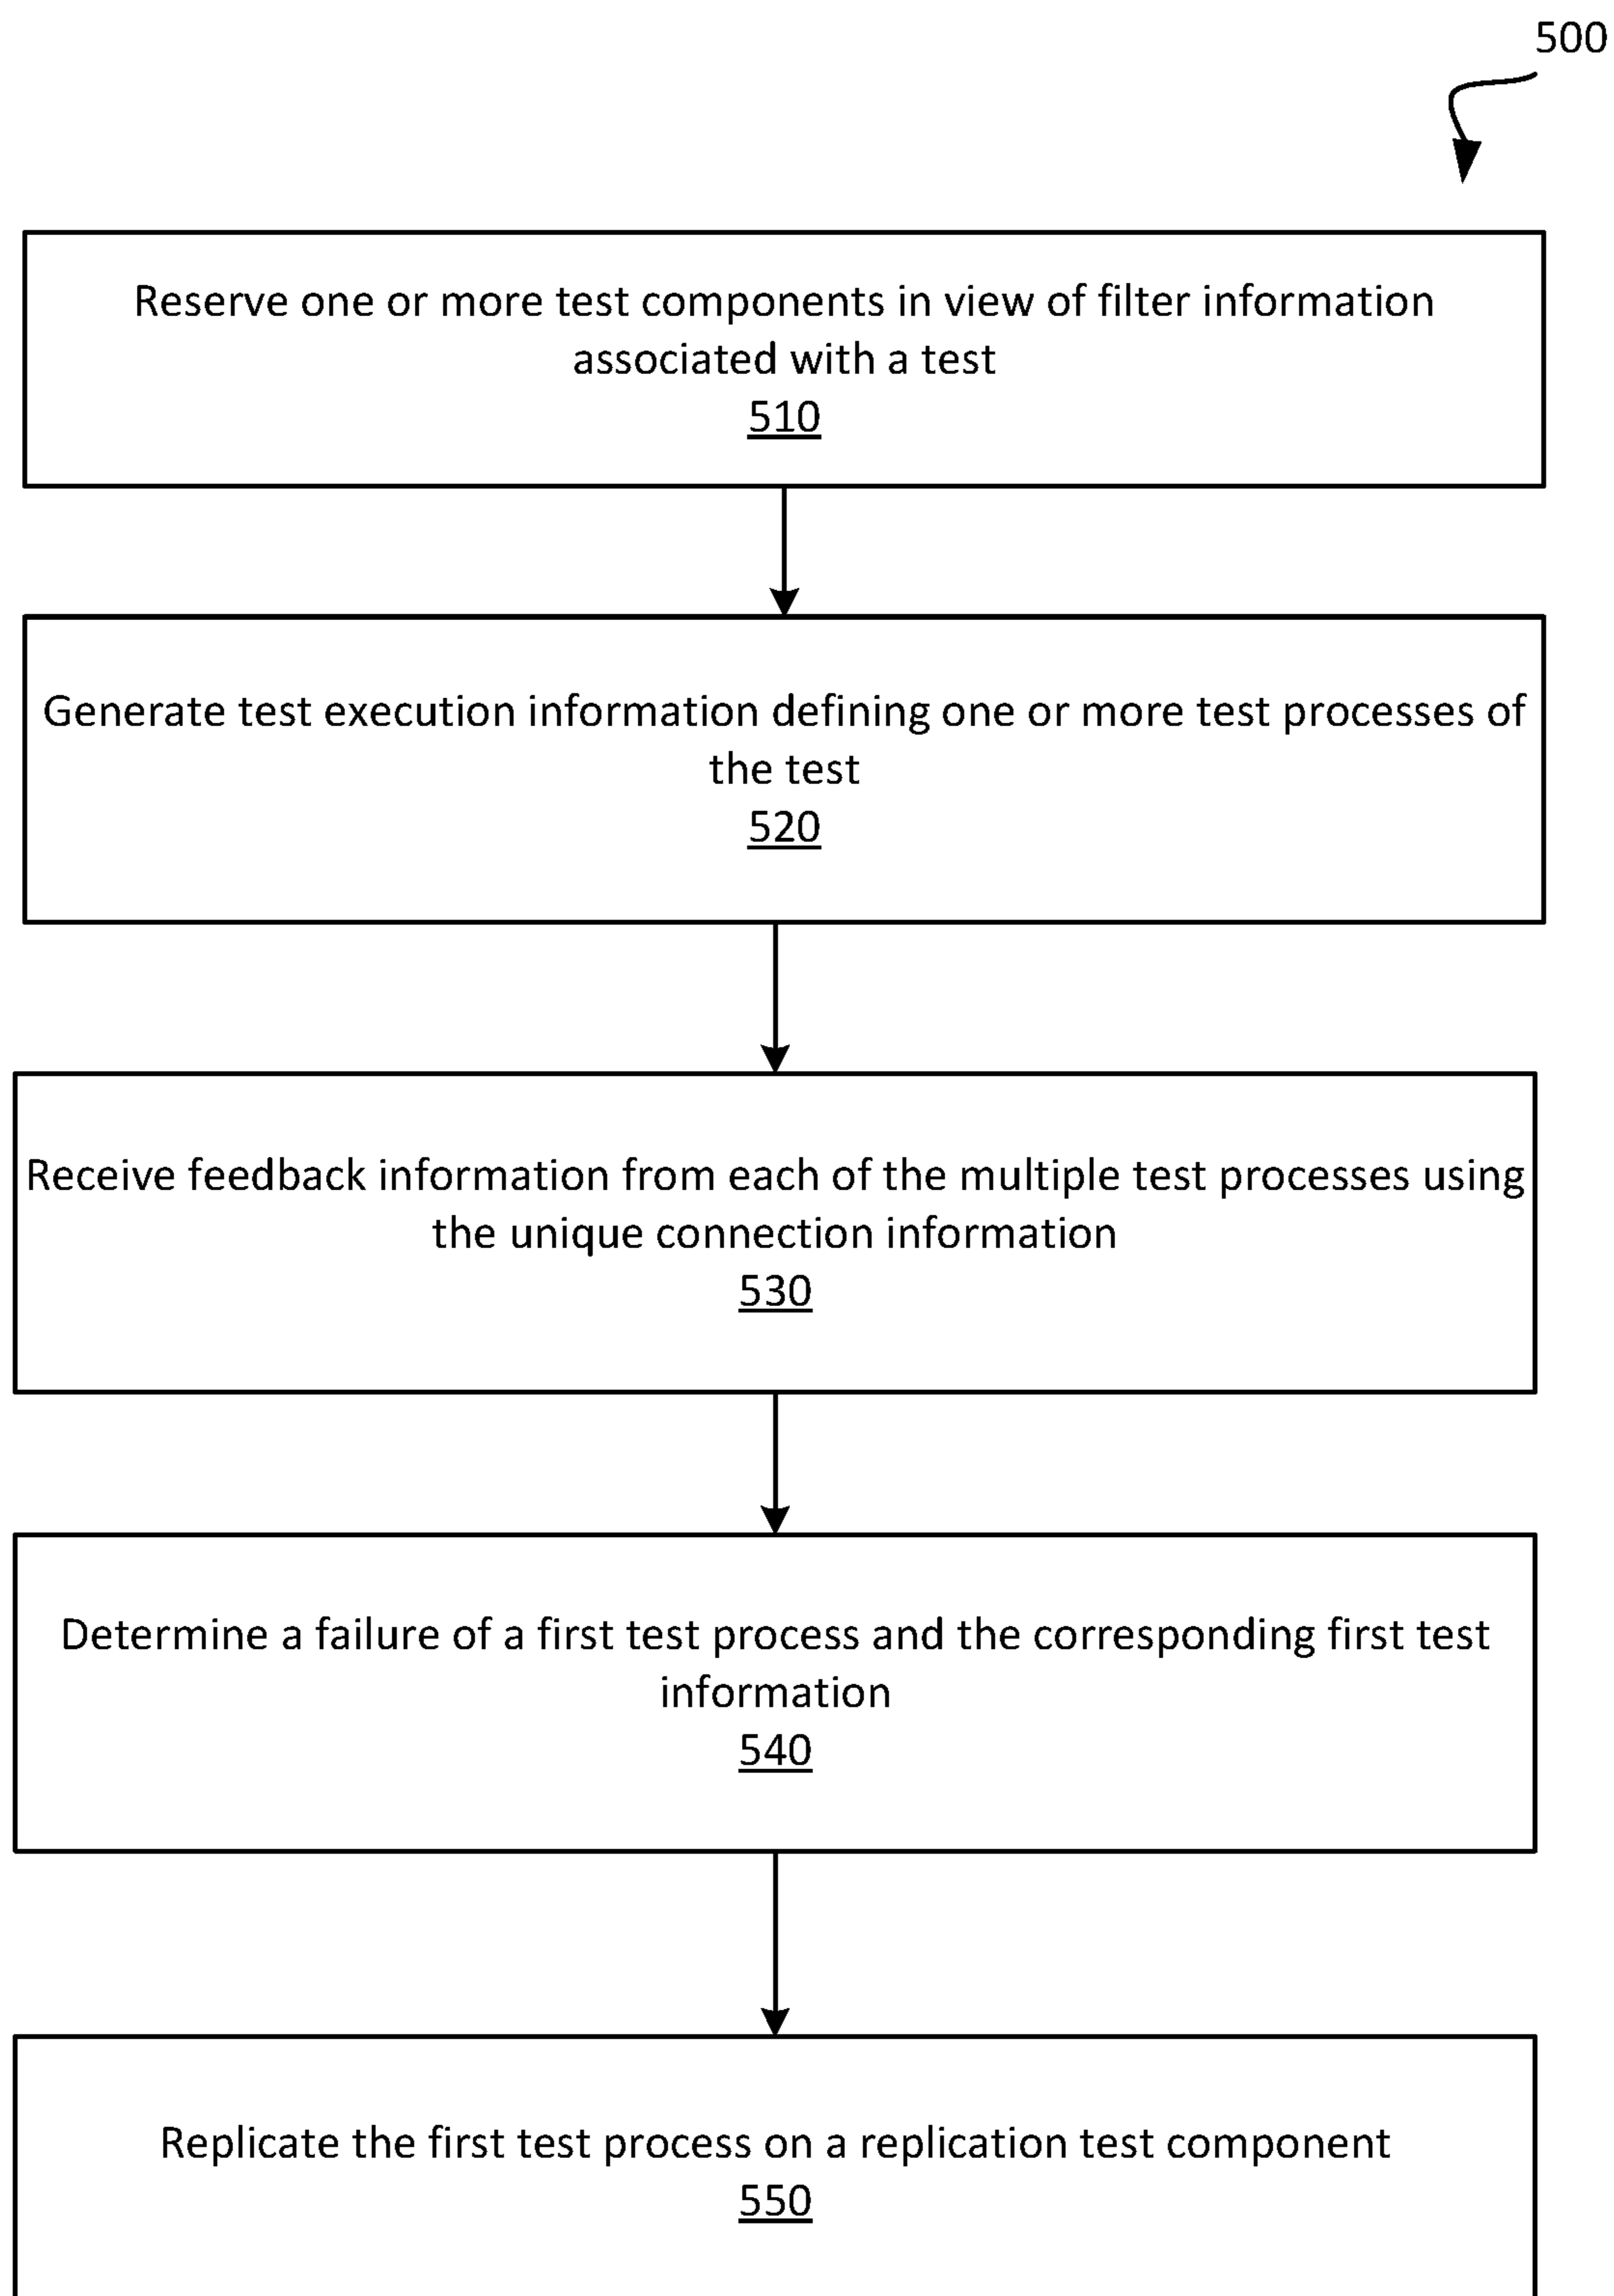 500
Reserve one or more test components in view of filter information
associated with a test
510
Generate test execution information defining one or more test processes of
the test
520
Receive feedback information from each of the multiple test processes using
the unique connection information
530
Determine a failure of a first test process and the corresponding first test
information
540
Replicate the first test process on a replication test component
550